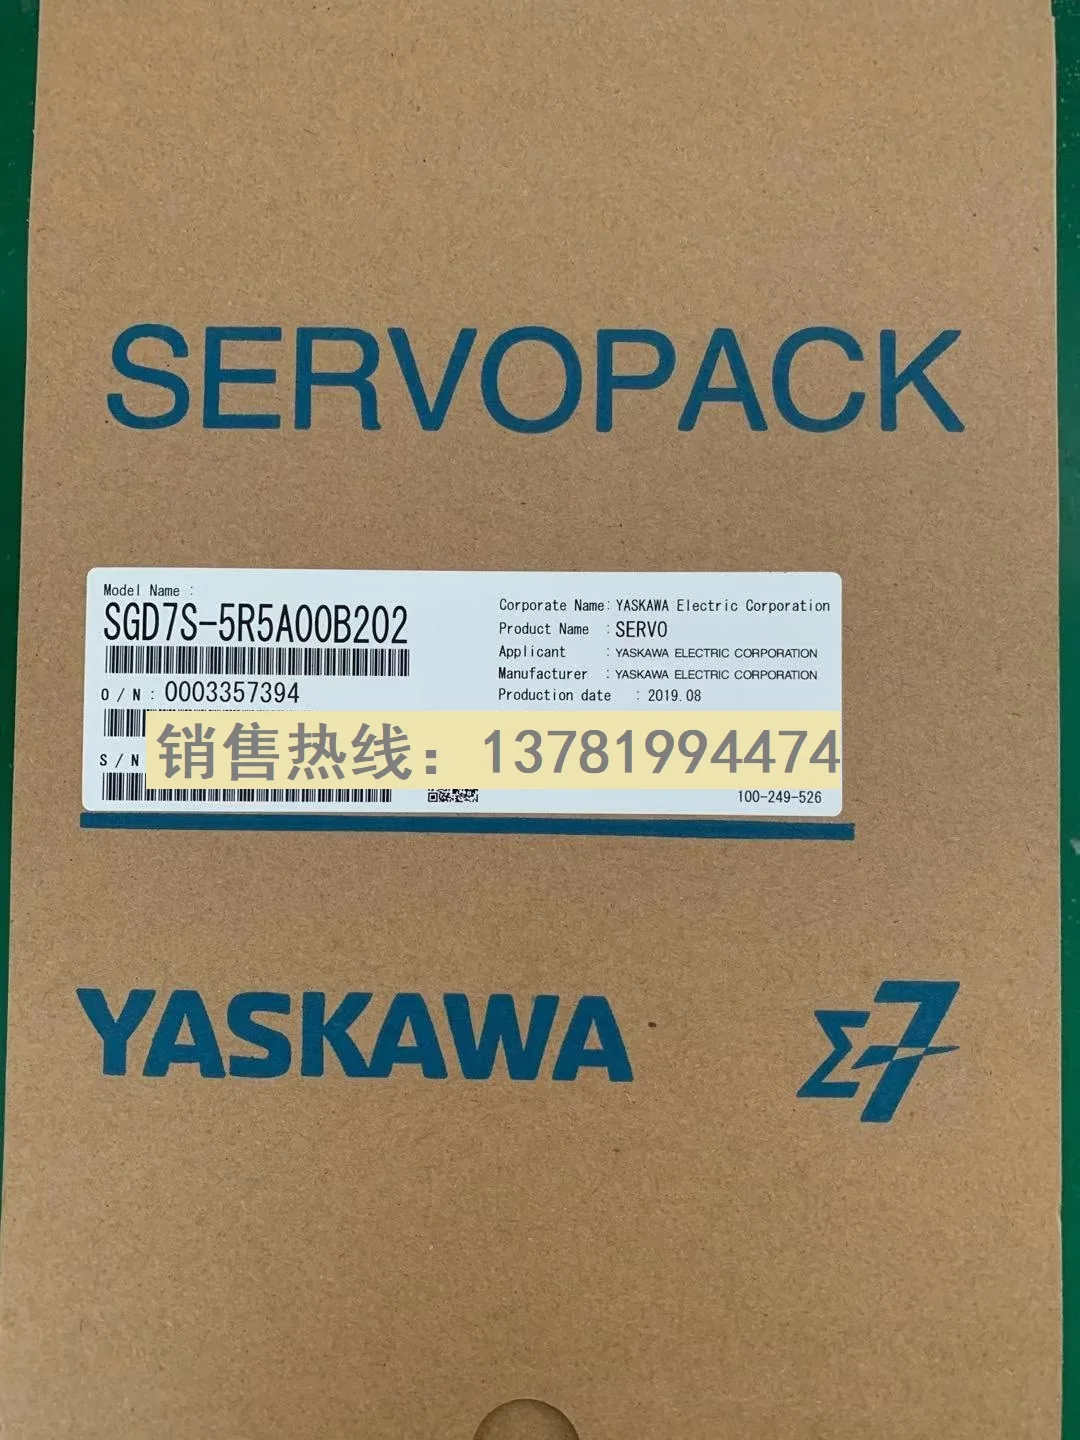 SERVOPACK
Model Name :
SGD7S-5R5A00B202
O/N: 0003357394
S/N
Corporate Name: YASKAWA Electric Corporation
Product Name : SERVO
Applicant : YASKAWA ELECTRIC CORPORATION
Manufacturer : YASKAWA ELECTRIC CORPORATION
Production date : 2019.08
销售热线：13781994474
100-249-526
YASKAWA
Σ-7